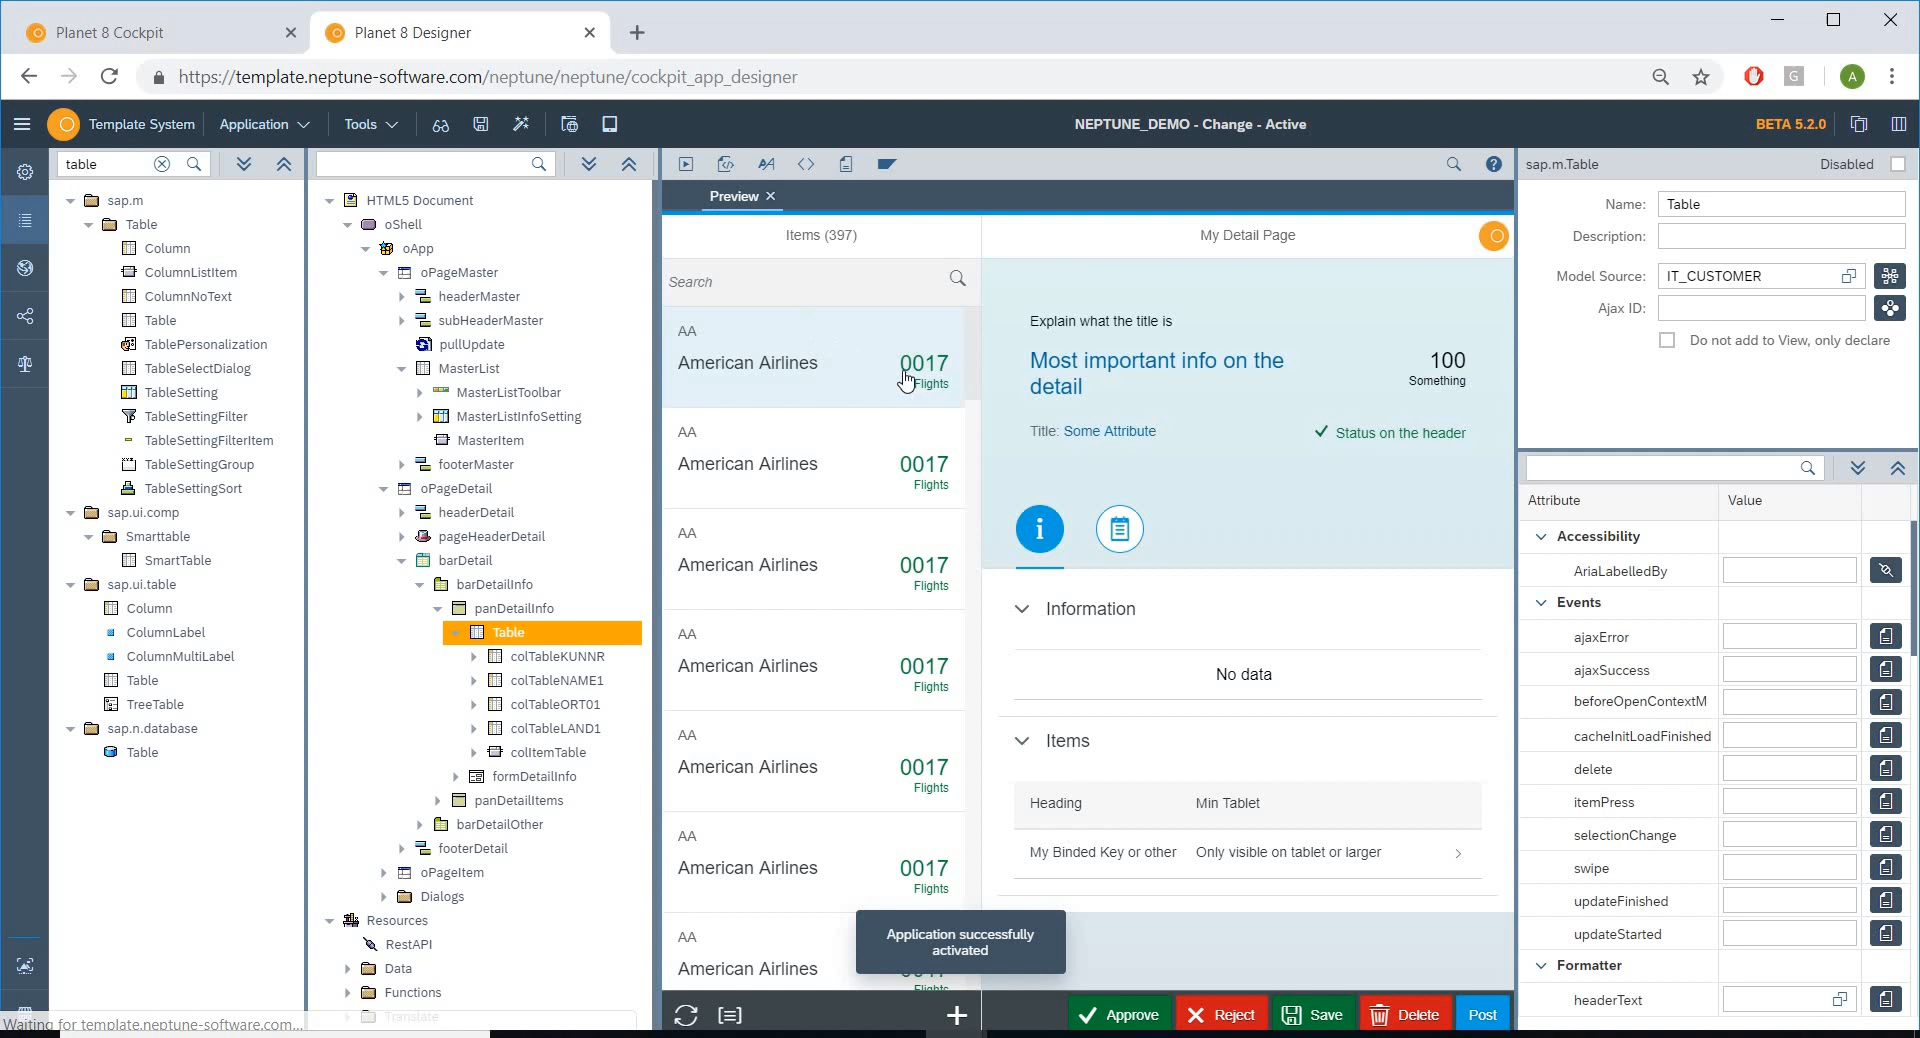 Planet 8 Cockpit
Planet 8 Designer
https://template.neptune-software.com/neptune/neptune/cockpit_app_designer
G
A
Template System
Application
Tools
NEPTUNE_DEMO - Change - Active
BETA 5.2.0
table
sap.m
Table
Column
ColumnListItem
ColumnNoText
Table
TablePersonalization
TableSelectDialog
TableSetting
TableSettingFilter
TableSettingFilterItem
TableSettingGroup
TableSettingSort
sap.ui.comp
Smarttable
SmartTable
sap.ui.table
Column
ColumnLabel
ColumnMultiLabel
Table
TreeTable
sap.n.database
Table
Waiting for template.neptune-software.com...
HTML5 Document
oShell
oApp
oPageMaster
headerMaster
subHeaderMaster
pullUpdate
MasterList
MasterListToolbar
MasterListInfoSetting
MasterItem
footerMaster
oPageDetail
headerDetail
pageHeaderDetail
barDetail
barDetailInfo
panDetailInfo
Table
colTableKUNNR
colTableNAME1
colTableORT01
colTableLAND1
colItemTable
formDetailInfo
panDetailItems
barDetailOther
footerDetail
oPageItem
Dialogs
Resources
RestAPI
Data
Functions
Translate
Preview
Items (397)
Search
AA
American Airlines
0017
Flights
AA
American Airlines
0017
Flights
AA
American Airlines
0017
Flights
AA
American Airlines
0017
Flights
AA
American Airlines
0017
Flights
AA
American Airlines
0017
Flights
AA
American Airlines
Flights
My Detail Page
Explain what the title is
Most important info on the
detail
100
Something
Title: Some Attribute
Status on the header
Information
No data
Items
Heading
Min Tablet
My Binded Key or other
Only visible on tablet or larger
Application successfully
activated
Approve
Reject
Save
Delete
Post
sap.m.Table
Disabled
Name:
Table
Description:
Model Source:
IT_CUSTOMER
Ajax ID:
Do not add to View, only declare
Attribute
Value
Accessibility
AriaLabelledBy
Events
ajaxError
ajaxSuccess
beforeOpenContextM
cacheInitLoadFinished
delete
itemPress
selectionChange
swipe
updateFinished
updateStarted
Formatter
headerText